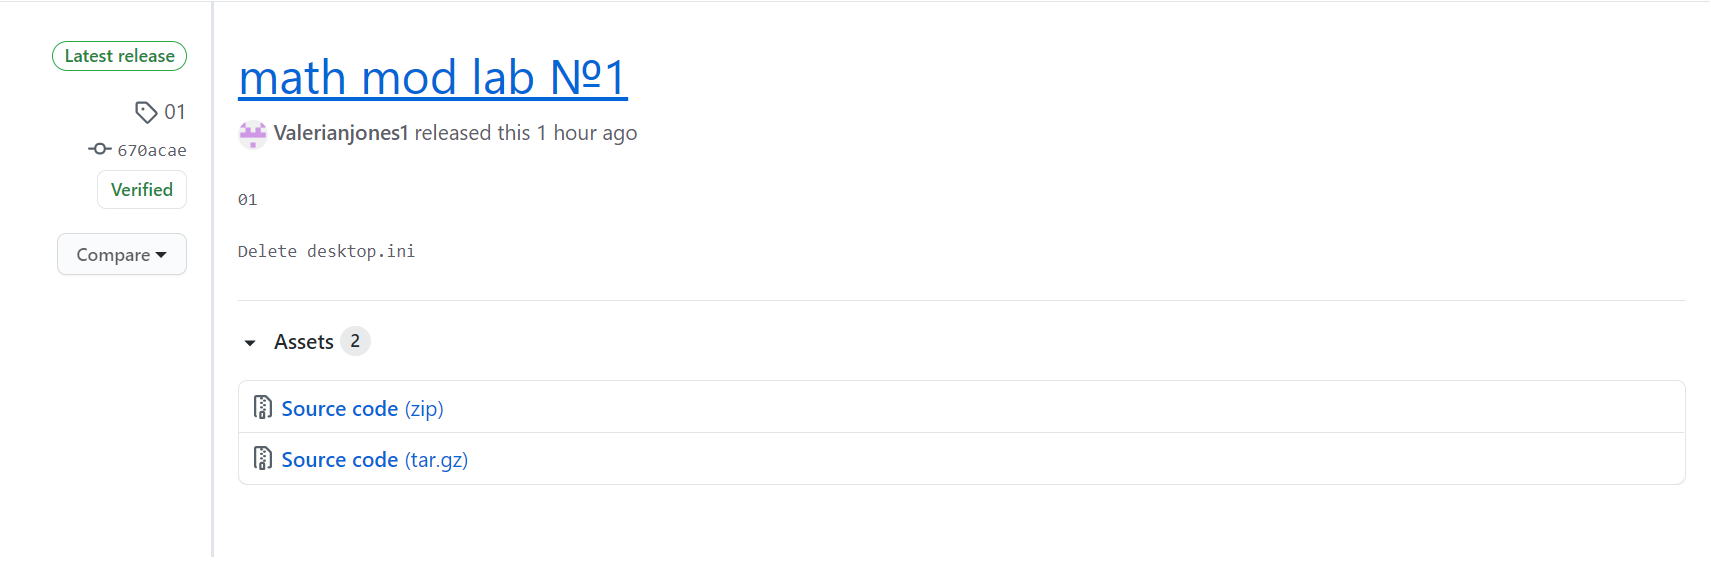 Latest release
01
670acae
Verified
Compare
math mod lab №1
Valerianjones1 released this 1 hour ago
01
Delete desktop.ini
Assets 2
Source code (zip)
Source code (tar.gz)